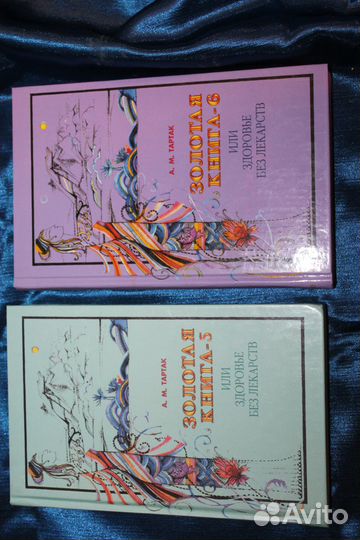 А. М. ТАРТАК
ЗОЛОТАЯ
КНИГА-6
ИЛИ
ЗДОРОВЬЕ
БЕЗ ЛЕКАРСТВ
А. М. ТАРТАК
ЗОЛОТАЯ
КНИГА-5
ИЛИ
ЗДОРОВЬЕ
БЕЗ ЛЕКАРСТВ
Avito